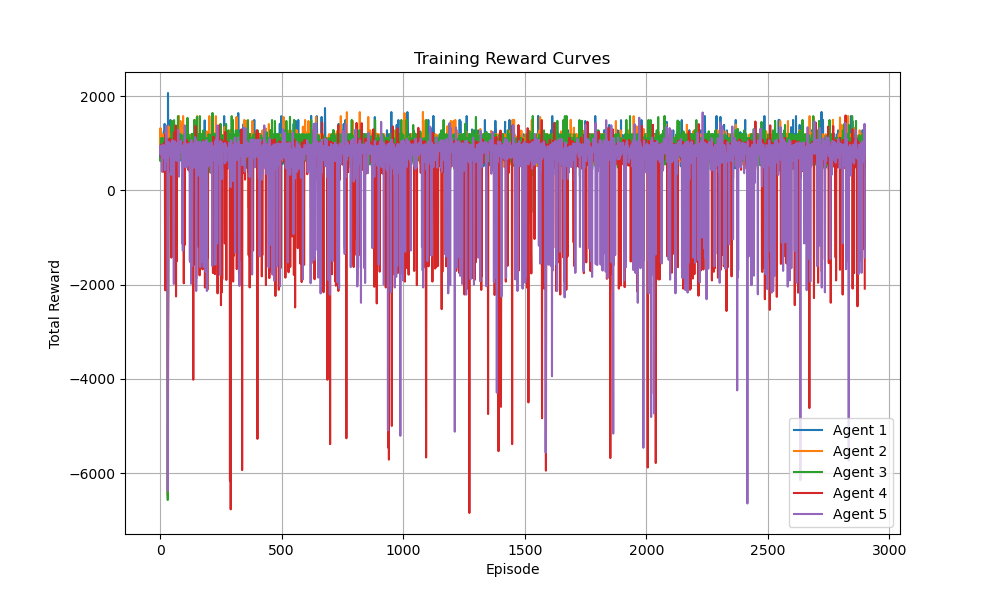 Training Reward Curves
Total Reward
2000
0
−2000
−4000
−6000
Agent 1
Agent 2
Agent 3
Agent 4
Agent 5
0
500
1000
1500
2000
2500
3000
Episode